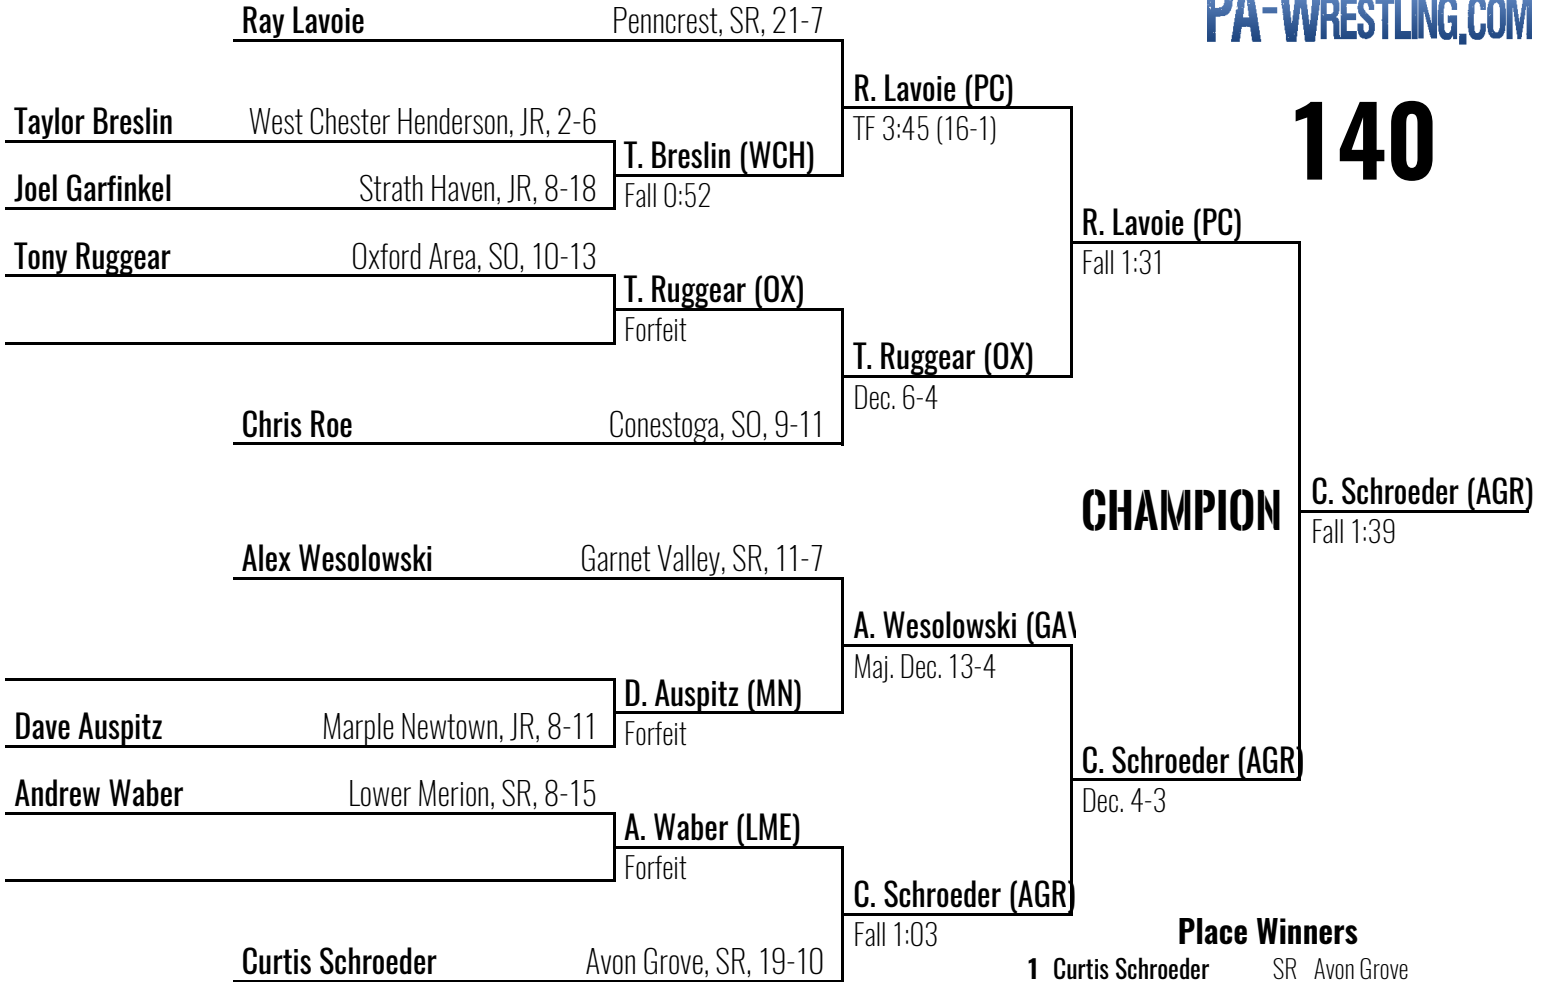 PA-WRESTLING.COM
140
Ray Lavoie Penncrest, SR, 21-7
R. Lavoie (PC)
TF 3:45 (16-1)
Taylor Breslin West Chester Henderson, JR, 2-6
T. Breslin (WCH)
Fall 0:52
Joel Garfinkel Strath Haven, JR, 8-18
R. Lavoie (PC)
Fall 1:31
Tony Ruggear Oxford Area, SO, 10-13
T. Ruggear (OX)
Forfeit
T. Ruggear (OX)
Dec. 6-4
Chris Roe Conestoga, SO, 9-11
CHAMPION
C. Schroeder (AGR)
Fall 1:39
Alex Wesolowski Garnet Valley, SR, 11-7
A. Wesolowski (GAV
Maj. Dec. 13-4
D. Auspitz (MN)
Forfeit
Dave Auspitz Marple Newtown, JR, 8-11
C. Schroeder (AGR)
Dec. 4-3
Andrew Waber Lower Merion, SR, 8-15
A. Waber (LME)
Forfeit
C. Schroeder (AGR)
Fall 1:03
Curtis Schroeder Avon Grove, SR, 19-10
Place Winners
1 Curtis Schroeder SR Avon Grove